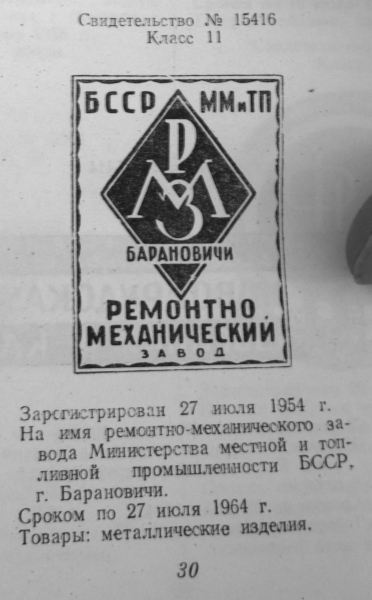 Свидетельство № 15416
Класс 11
БССР ММиТП
РМЗ
БАРАНОВИЧИ
РЕМОНТНО
МЕХАНИЧЕСКИЙ
ЗАВОД
Зарегистрирован 27 июля 1954 г.
На имя ремонтно-механического за-
вода Министерства местной и топ-
ливной промышленности БССР,
г. Барановичи.
Сроком по 27 июля 1964 г.
Товары: металлические изделия.
30